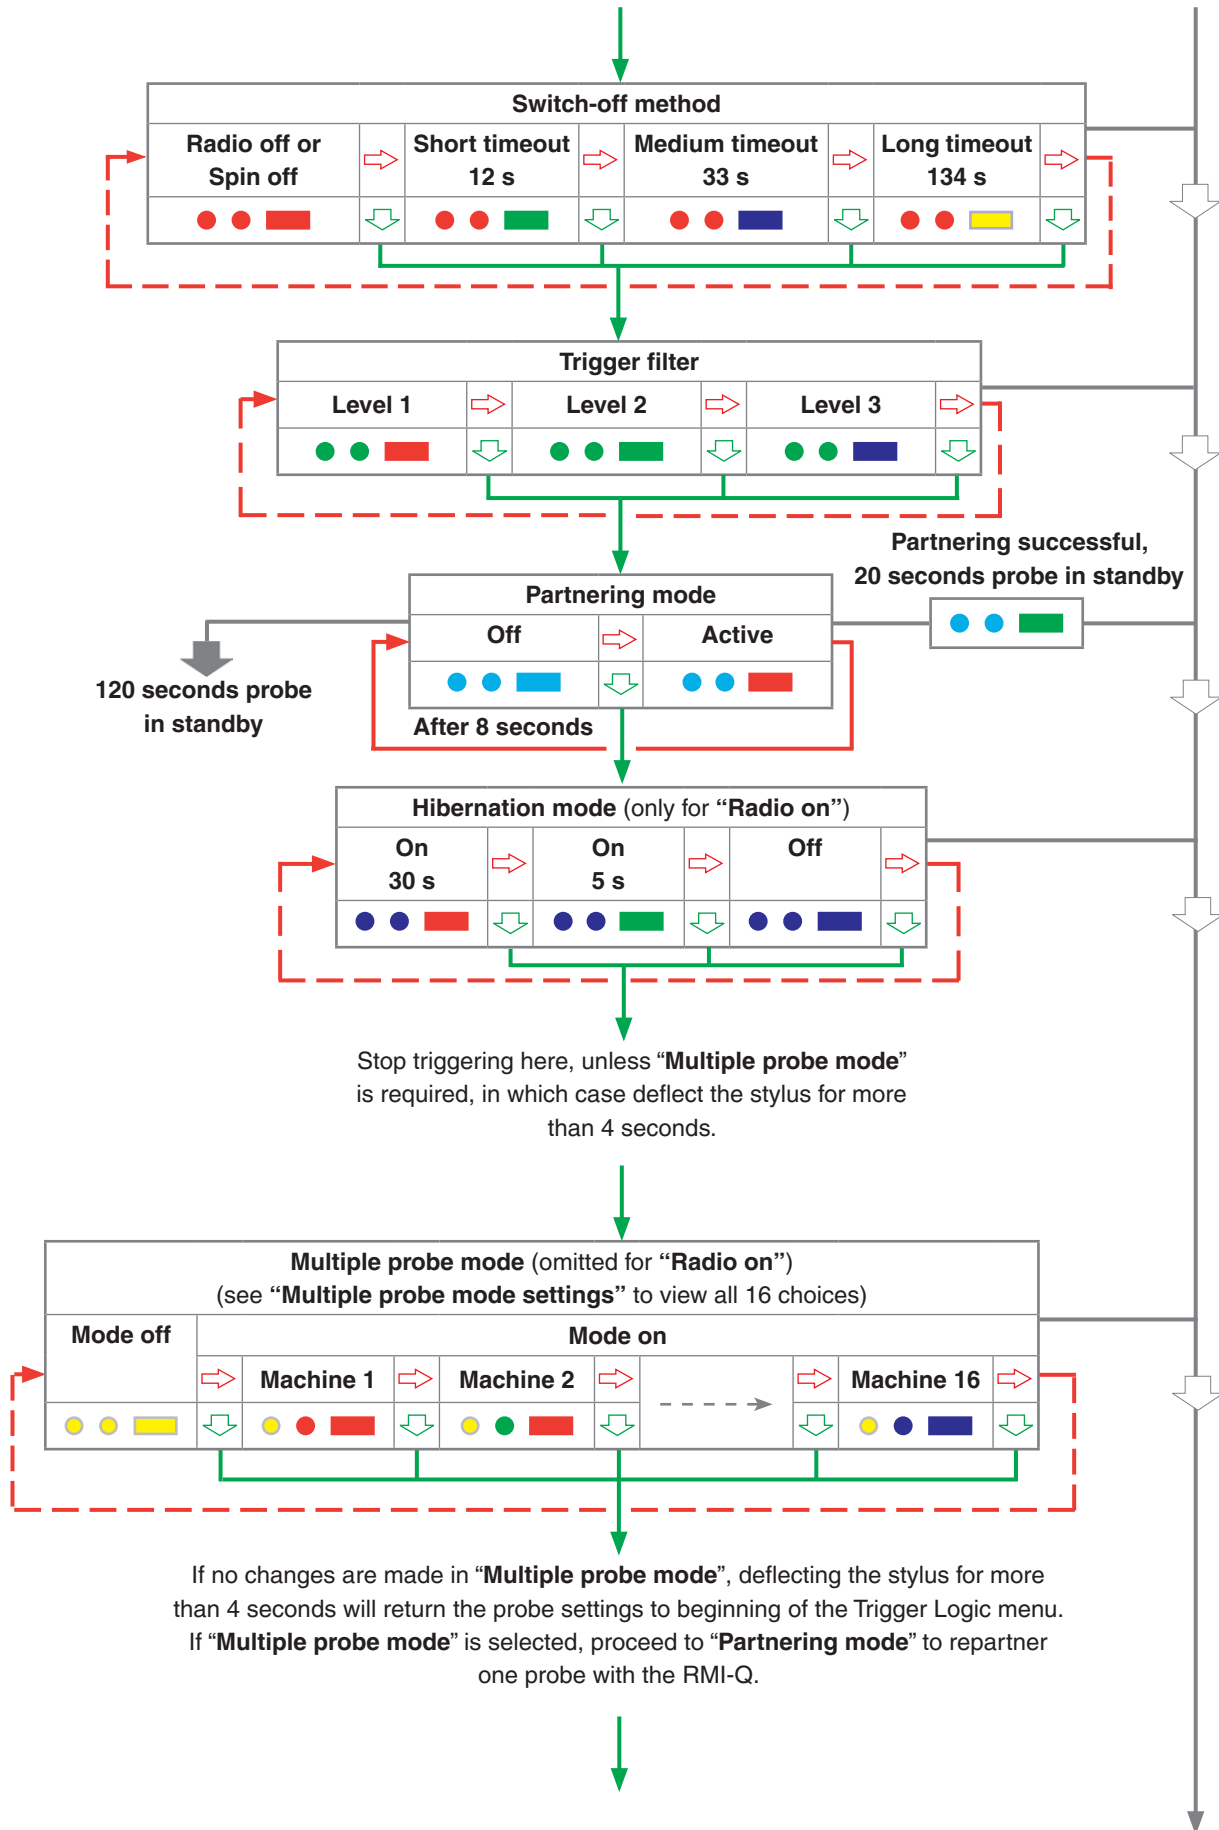 Switch-off method
Radio off or
Spin off
Short timeout
12 s
Medium timeout
33 s
Long timeout
134 s
Trigger filter
Level 1
Level 2
Level 3
Partnering successful,
20 seconds probe in standby
Partnering mode
Off
Active
120 seconds probe
in standby
After 8 seconds
Hibernation mode (only for “Radio on”)
On
30 s
On
5 s
Off
Stop triggering here, unless “Multiple probe mode”
is required, in which case deflect the stylus for more
than 4 seconds.
Multiple probe mode (omitted for “Radio on”)
(see “Multiple probe mode settings” to view all 16 choices)
Mode off
Mode on
Machine 1
Machine 2
Machine 16
If no changes are made in “Multiple probe mode”, deflecting the stylus for more
than 4 seconds will return the probe settings to beginning of the Trigger Logic menu.
If “Multiple probe mode” is selected, proceed to “Partnering mode” to repartner
one probe with the RMI-Q.